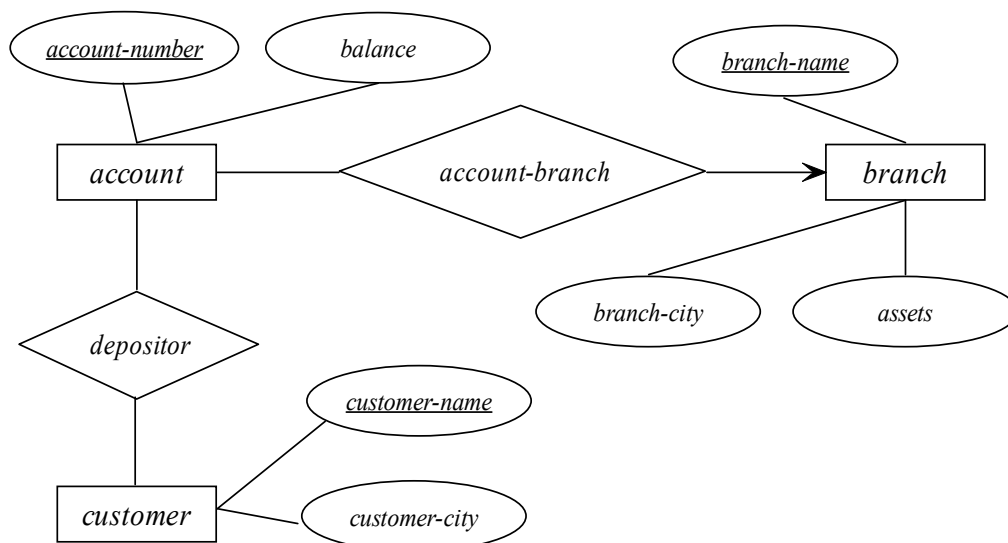 account-number
balance
branch-name
account
account-branch
branch
branch-city
assets
depositor
customer-name
customer
customer-city